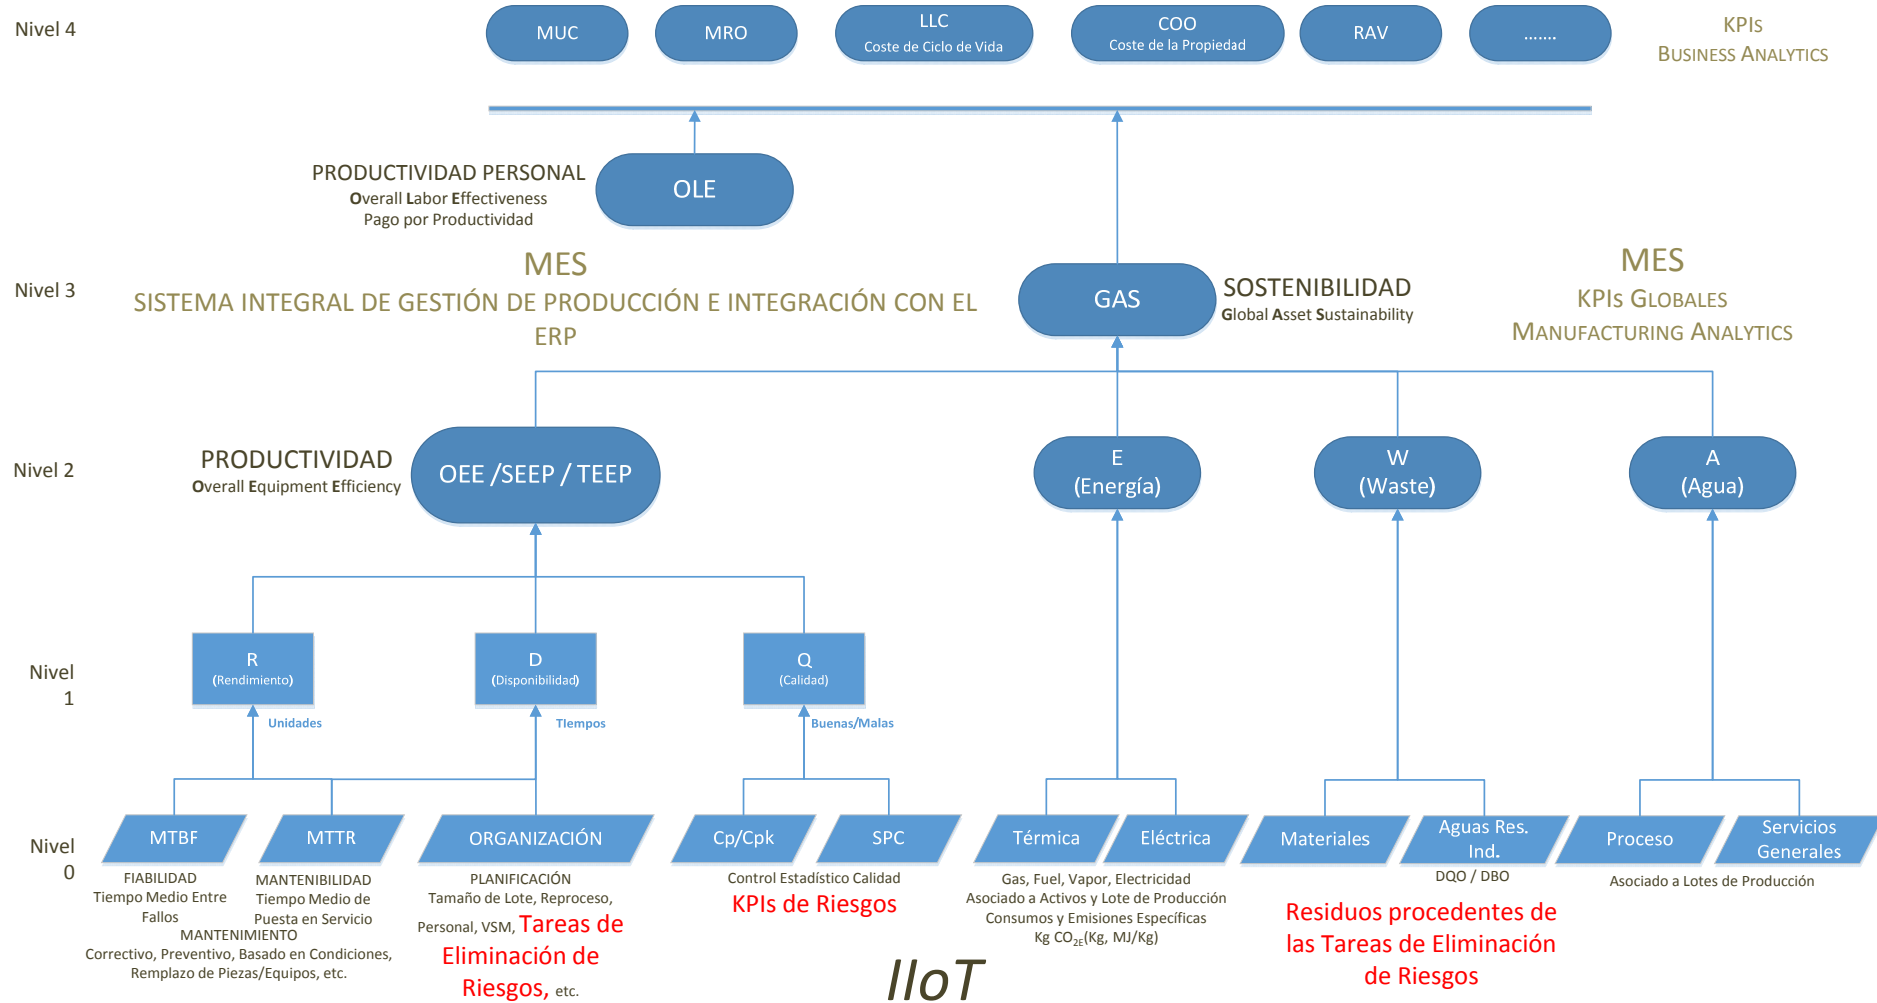 Nivel 4
MUC
MRO
LLC
Coste de Ciclo de Vida
COO
Coste de la Propiedad
RAV
.......
KPIs
BUSINESS ANALYTICS
PRODUCTIVIDAD PERSONAL
Overall Labor Effectiveness
Pago por Productividad
OLE
Nivel 3
MES
SISTEMA INTEGRAL DE GESTIÓN DE PRODUCCIÓN E INTEGRACIÓN CON EL
ERP
GAS
SOSTENIBILIDAD
Global Asset Sustainability
MES
KPIs GLOBALES
MANUFACTURING ANALYTICS
Nivel 2
PRODUCTIVIDAD
Overall Equipment Efficiency
OEE /SEEP / TEEP
E
(Energía)
W
(Waste)
A
(Agua)
Nivel
1
R
(Rendimiento)
D
(Disponibilidad)
Q
(Calidad)
Unidades
TIempos
Buenas/Malas
Nivel
0
MTBF
MTTR
ORGANIZACIÓN
Cp/Cpk
SPC
Térmica
Eléctrica
Materiales
Aguas Res.
Ind.
Proceso
Servicios
Generales
FIABILIDAD
Tiempo Medio Entre
Fallos
MANTENIBILIDAD
Tiempo Medio de
Puesta en Servicio
MANTENIMIENTO
Correctivo, Preventivo, Basado en Condiciones,
Remplazo de Piezas/Equipos, etc.
PLANIFICACIÓN
Tamaño de Lote, Reproceso,
Personal, VSM, Tareas de
Eliminación de
Riesgos, etc.
Control Estadístico Calidad
KPIs de Riesgos
Gas, Fuel, Vapor, Electricidad
Asociado a Activos y Lote de Producción
Consumos y Emisiones Específicas
Kg CO2E(Kg, MJ/Kg)
DQO / DBO
Residuos procedentes de
las Tareas de Eliminación
de Riesgos
Asociado a Lotes de Producción
IIoT